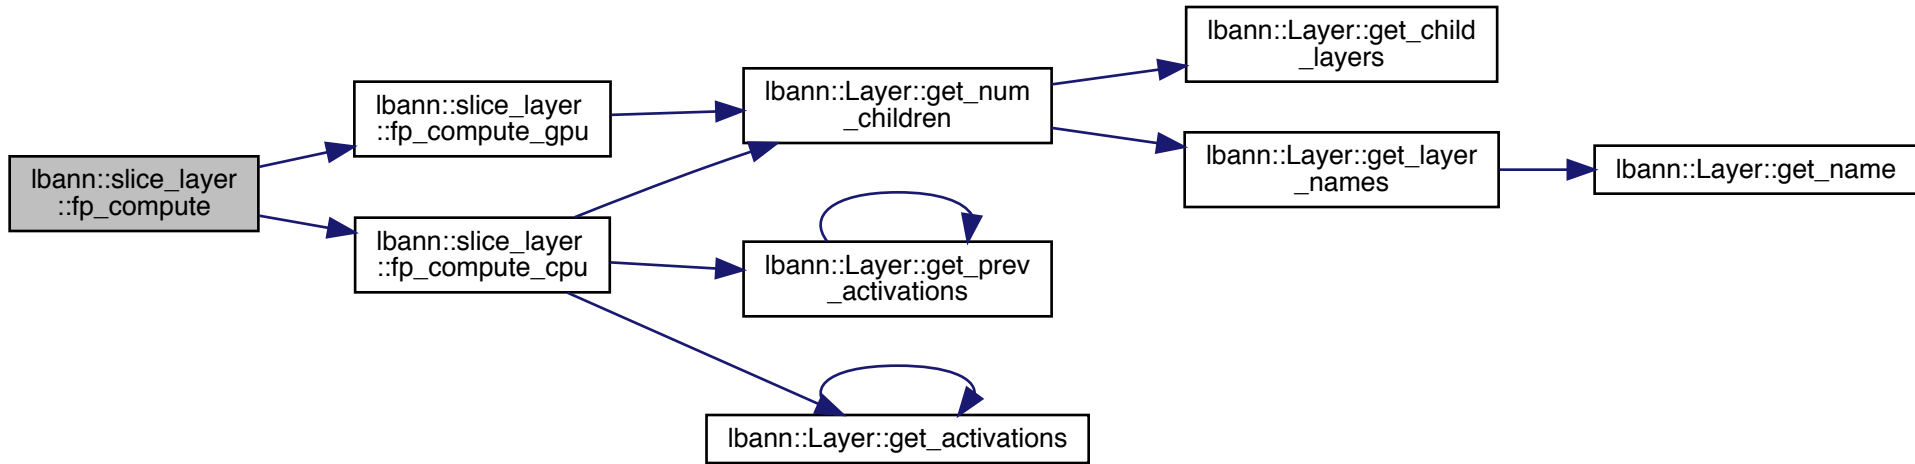 lbann::slice_layer
::fp_compute
lbann::slice_layer
::fp_compute_gpu
lbann::slice_layer
::fp_compute_cpu
lbann::Layer::get_num
_children
lbann::Layer::get_prev
_activations
lbann::Layer::get_activations
lbann::Layer::get_child
_layers
lbann::Layer::get_layer
_names
lbann::Layer::get_name